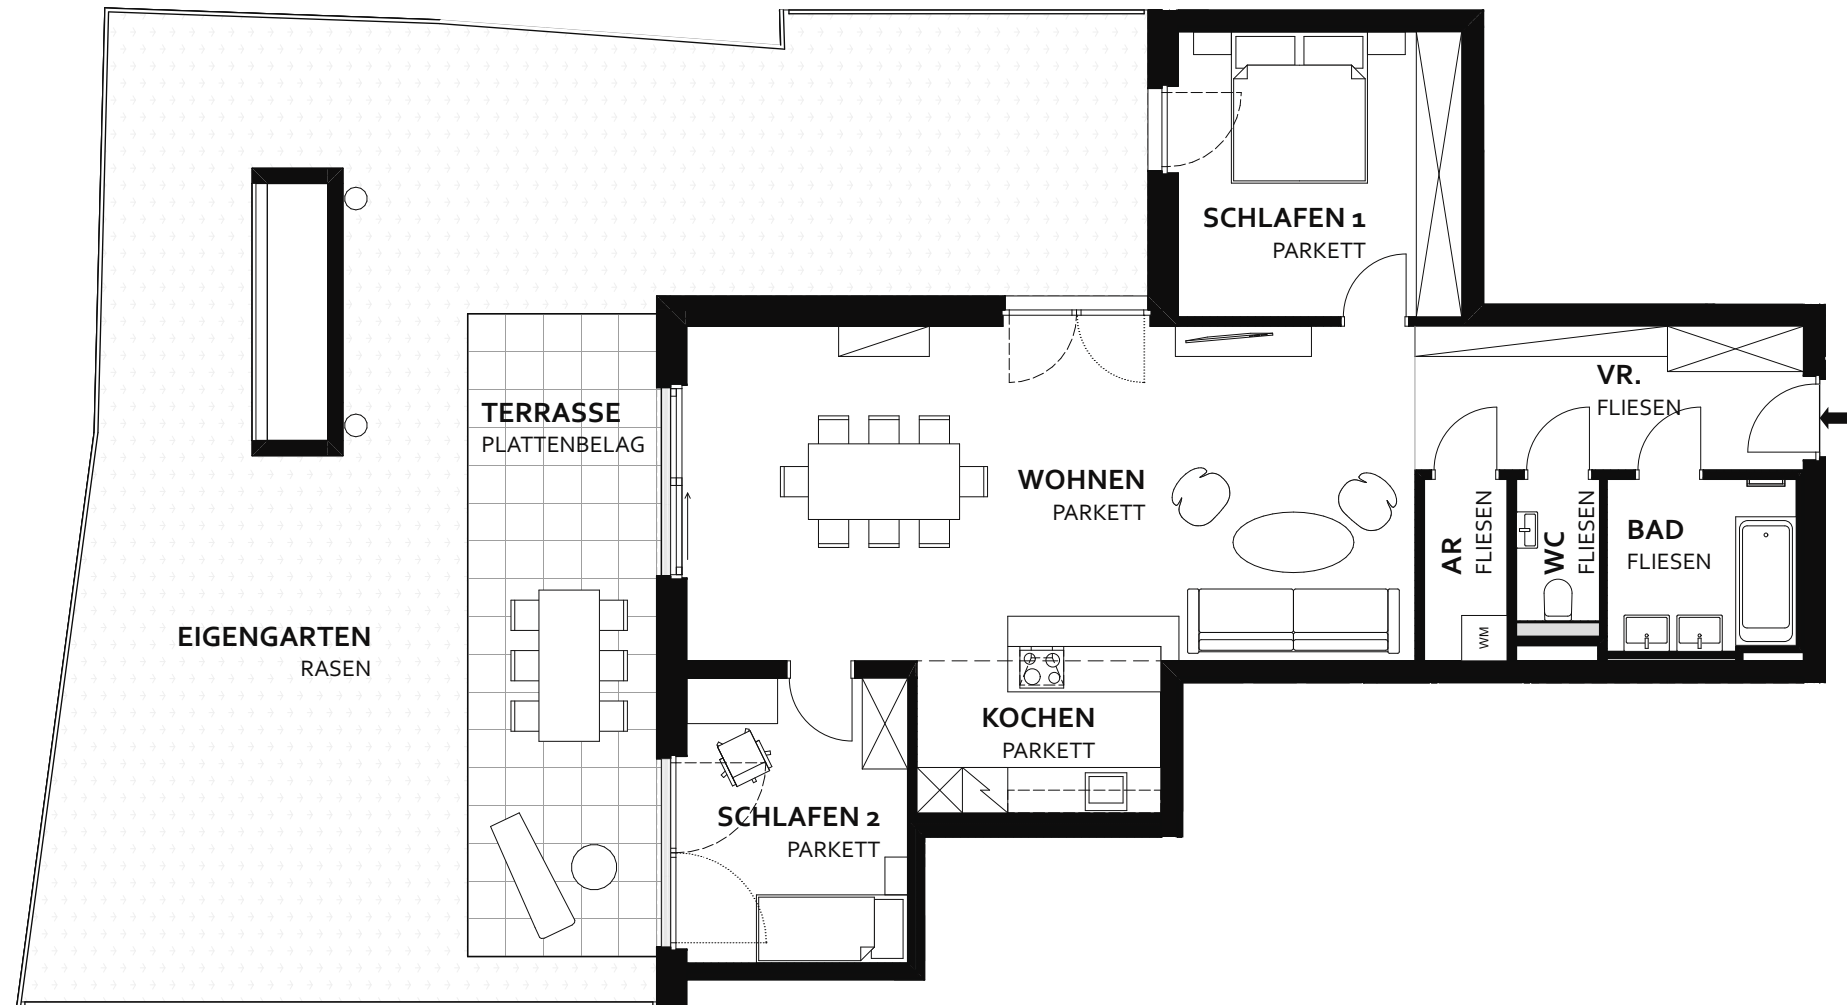 SCHLAFEN 1
PARKETT
VR.
FLIESEN
TERRASSE
PLATTENBELAG
WOHNEN
PARKETT
AR
FLIESEN
WC
FLIESEN
BAD
FLIESEN
WM
EIGENGARTEN
RASEN
KOCHEN
PARKETT
SCHLAFEN 2
PARKETT